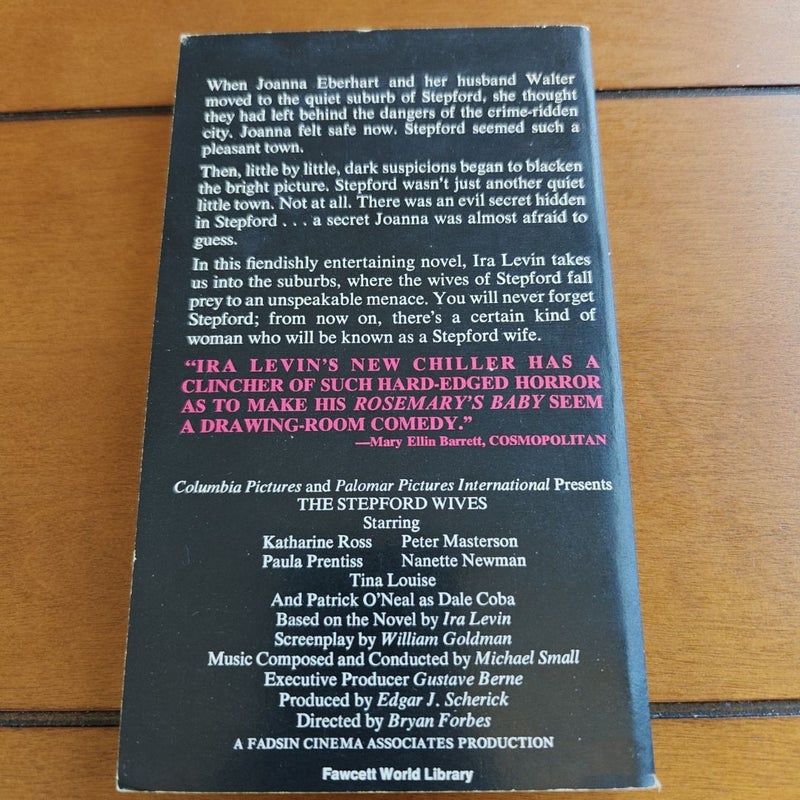 When Joanna Eberhart and her husband Walter
moved to the quiet suburb of Stepford, she thought
they had left behind the dangers of the crime-ridden
city. Joanna felt safe now. Stepford seemed such a
pleasant town.
Then, little by little, dark suspicions began to blacken
the bright picture. Stepford wasn't just another quiet
little town. Not at all. There was an evil secret hidden
in Stepford . . . a secret Joanna was almost afraid to
guess.
In this fiendishly entertaining novel, Ira Levin takes
us into the suburbs, where the wives of Stepford fall
prey to an unspeakable menace. You will never forget
Stepford; from now on, there's a certain kind of
woman who will be known as a Stepford wife.
"IRA LEVIN'S NEW CHILLER HAS A
CLINCHER OF SUCH HARD-EDGED HORROR
AS TO MAKE HIS ROSEMARY'S BABY SEEM
A DRAWING-ROOM COMEDY."
—Mary Ellin Barrett, COSMOPOLITAN
Columbia Pictures and Palomar Pictures International Presents
THE STEPFORD WIVES
Starring
Katharine Ross Peter Masterson
Paula Prentiss Nanette Newman
Tina Louise
And Patrick O'Neal as Dale Coba
Based on the Novel by Ira Levin
Screenplay by William Goldman
Music Composed and Conducted by Michael Small
Executive Producer Gustave Berne
Produced by Edgar J. Scherick
Directed by Bryan Forbes
A FADSIN CINEMA ASSOCIATES PRODUCTION
Fawcett World Library